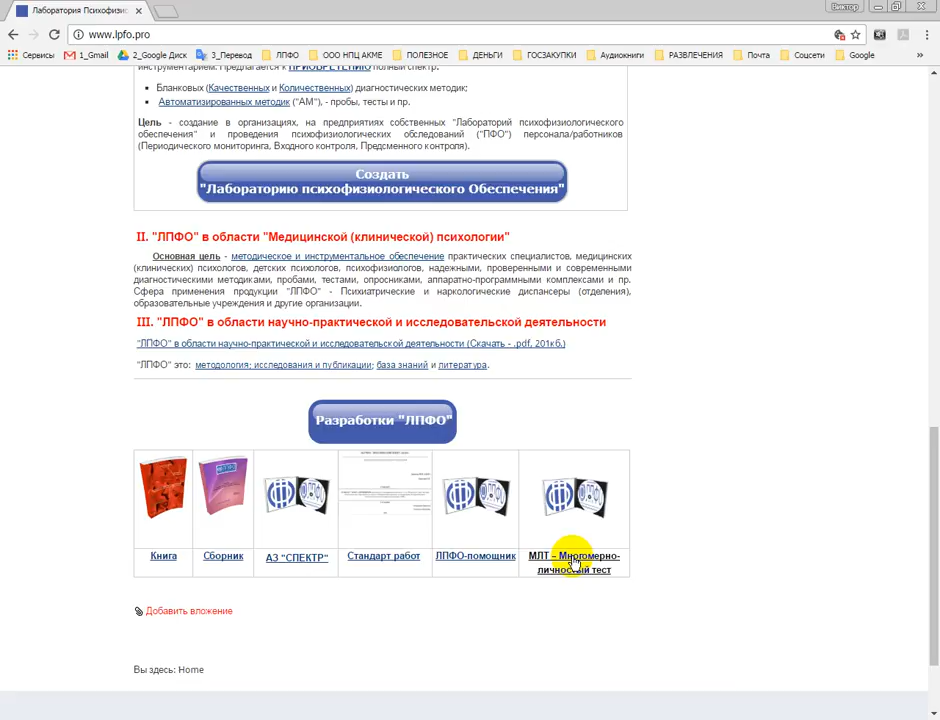 Лаборатория Психофизис
Виктор
www.lpfo.pro
Сервисы 1_Gmail 2_Google Диск 3_Перевод ЛПФО ООО НПЦ АКМЕ ПОЛЕЗНОЕ ДЕНЬГИ ГОСЗАКУПКИ Аудиокниги РАЗВЛЕЧЕНИЯ Почта Соцсети Google »
инструментарием. Предлагается к ПРИОБРЕТЕНИЮ полный спектр:
• Бланковых (Качественных и Количественных) диагностических методик;
• Автоматизированных методик ("АМ"), - пробы, тесты и пр.
Цель - создание в организациях, на предприятиях собственных "Лабораторий психофизиологического
обеспечения" и проведения психофизиологических обследований ("ПФО") персонала/работников
(Периодического мониторинга, Входного контроля, Предсменного контроля).
Создать
"Лабораторию психофизиологического Обеспечения"
II. "ЛПФО" в области "Медицинской (клинической) психологии"
Основная цель - методическое и инструментальное обеспечение практических специалистов, медицинских
(клинических) психологов, детских психологов, психофизиологов, надежными, проверенными и современными
диагностическими методиками, пробами, тестами, опросниками, аппаратно-программными комплексами и пр.
Сфера применения продукции "ЛПФО" - Психиатрические и наркологические диспансеры (отделения),
образовательные учреждения и другие организации.
III. "ЛПФО" в области научно-практической и исследовательской деятельности
"ЛПФО" в области научно-практической и исследовательской деятельности (Скачать - .pdf, 201кб.)
"ЛПФО" это: методология; исследования и публикации; база знаний и литература.
Разработки "ЛПФО"
Книга Сборник АЗ "СПЕКТР" Стандарт работ ЛПФО-помощник МЛТ – Многомерно-
личностный тест
Добавить вложение
Вы здесь: Home